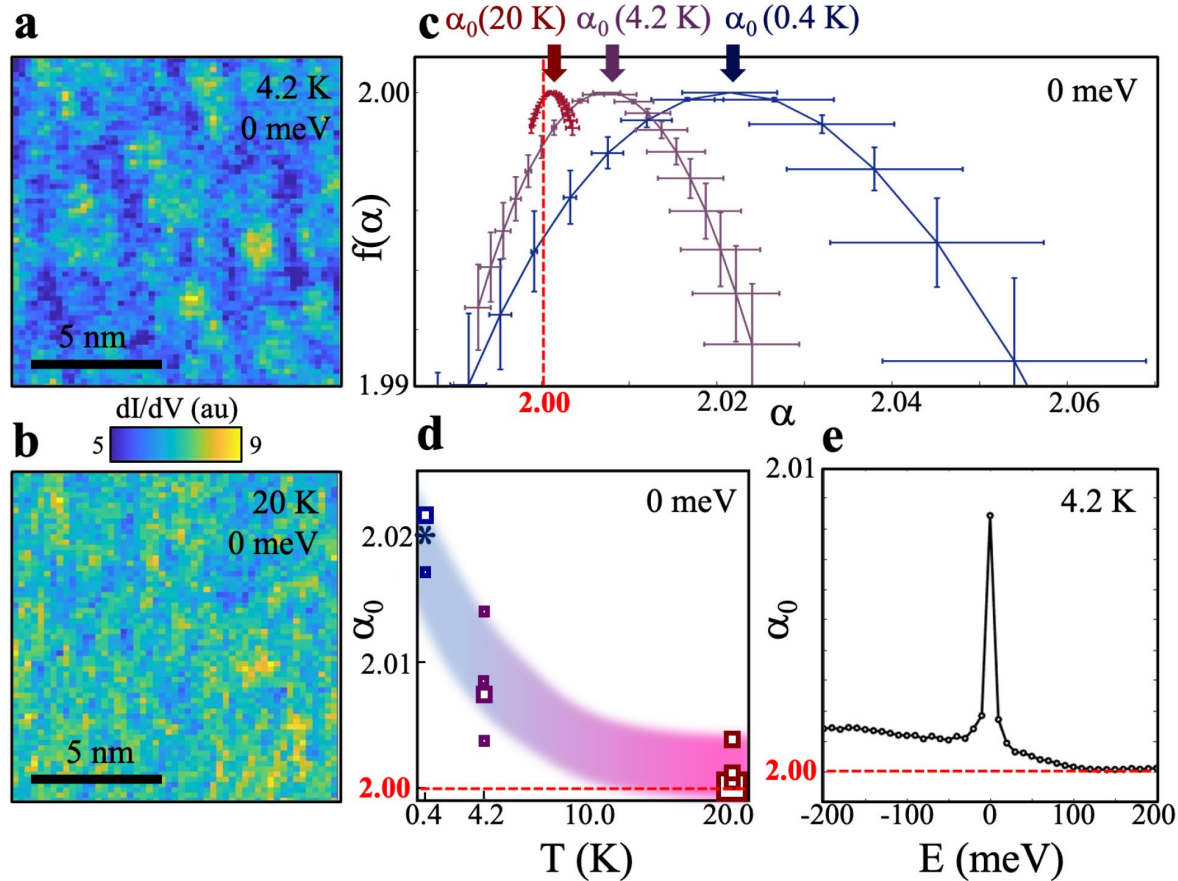 a
4.2 K
0 meV
5 nm
dI/dV (au)
5
9
b
20 K
0 meV
5 nm
c
α₀(20 K)
α₀(4.2 K)
α₀(0.4 K)
0 meV
2.00
f(α)
1.99
2.00
2.02
α
2.04
2.06
d
0 meV
2.02
α₀
2.01
2.00
0.4
4.2
10.0
20.0
T (K)
e
2.01
4.2 K
α₀
2.00
-200
-100
0
100
200
E (meV)